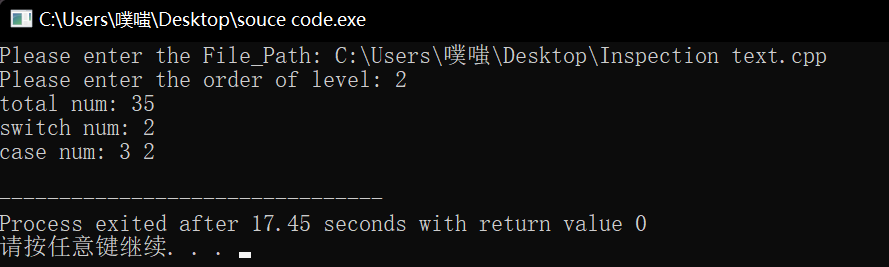 C:\Users\噗嗤\Desktop\souce code.exe
Please enter the File_Path: C:\Users\噗嗤\Desktop\Inspection text.cpp
Please enter the order of level: 2
total num: 35
switch num: 2
case num: 3 2
--------------------------------
Process exited after 17.45 seconds with return value 0
请按任意键继续. . .